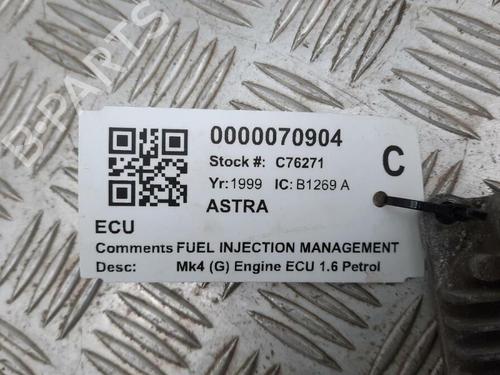 B-PARTS
0000070904
Stock #: C76271
C
Yr: 1999 IC: B1269 A
ASTRA
ECU
Comments FUEL INJECTION MANAGEMENT
Desc: Mk4 (G) Engine ECU 1.6 Petrol